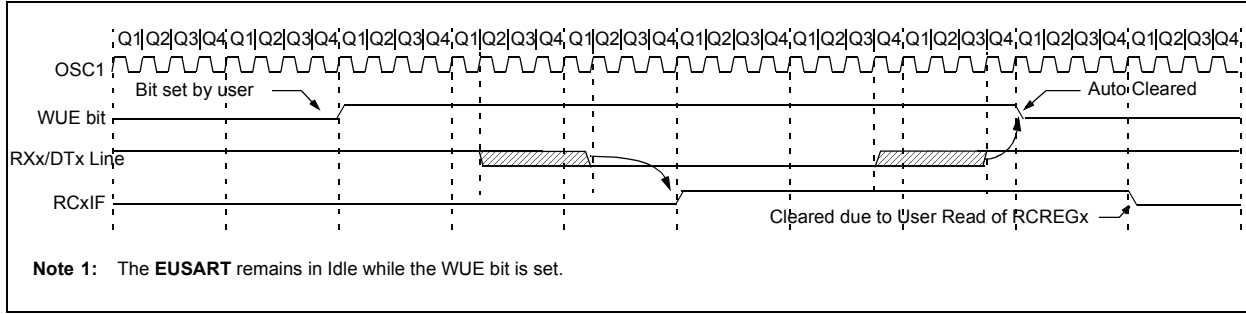 Q1 Q2 Q3 Q4 Q1 Q2 Q3 Q4 Q1 Q2 Q3 Q4 Q1 Q2 Q3 Q4 Q1 Q2 Q3 Q4 Q1 Q2 Q3 Q4 Q1 Q2 Q3 Q4 Q1 Q2 Q3 Q4 Q1 Q2 Q3 Q4 Q1 Q2 Q3 Q4
OSC1
Bit set by user
Auto Cleared
WUE bit
RXx/DTx Line
RCxIF
Cleared due to User Read of RCREGx
Note 1: The EUSART remains in Idle while the WUE bit is set.